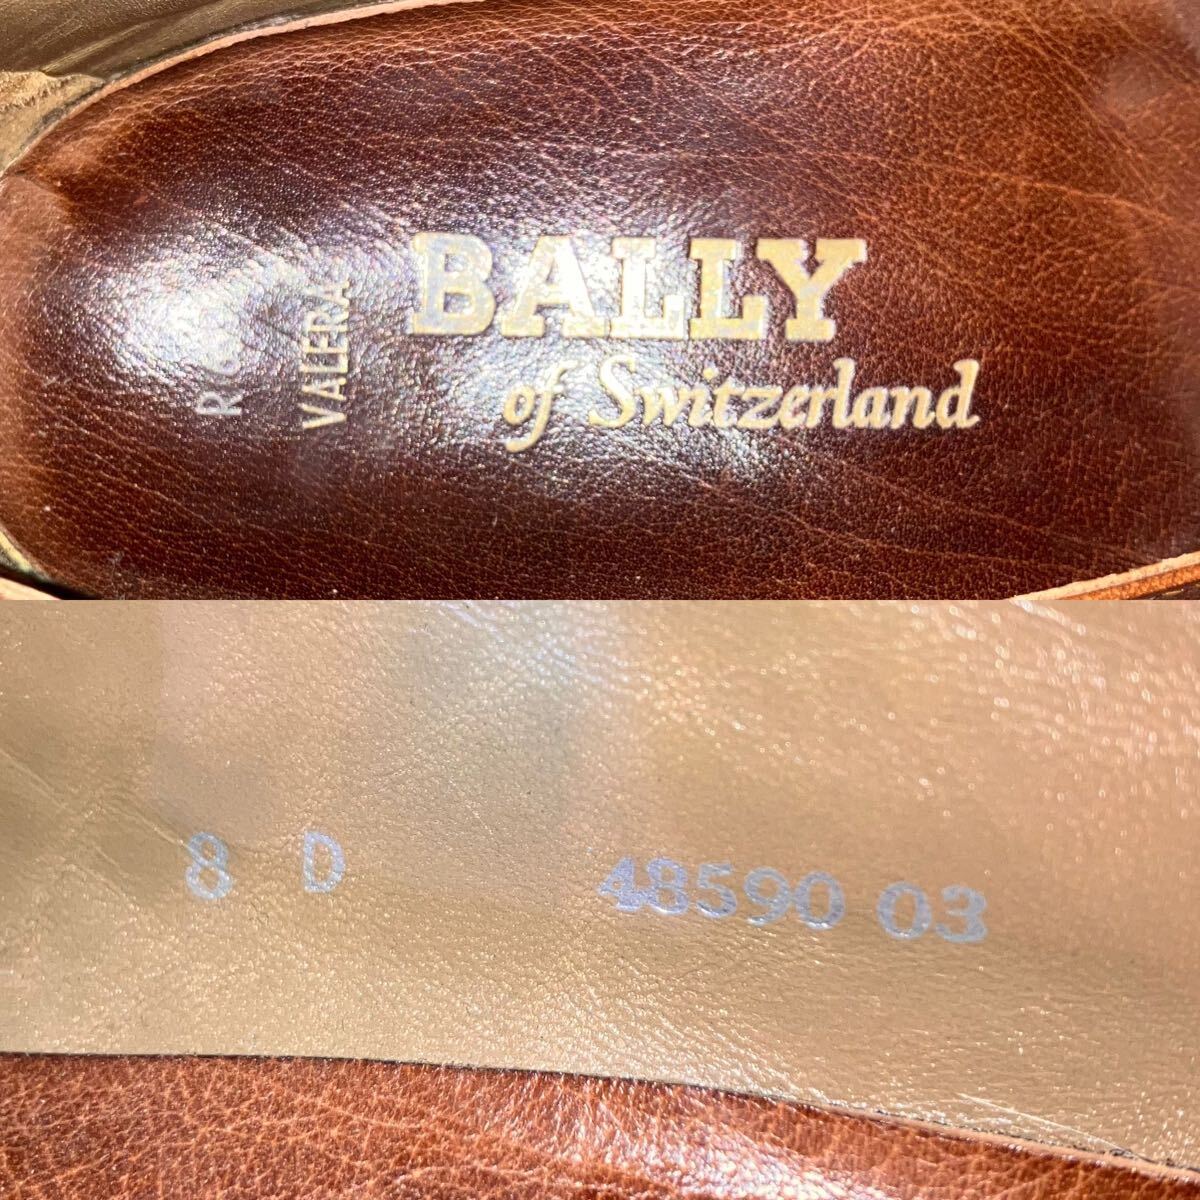 BALLY
of Switzerland
VALERA
8 D 48590 03